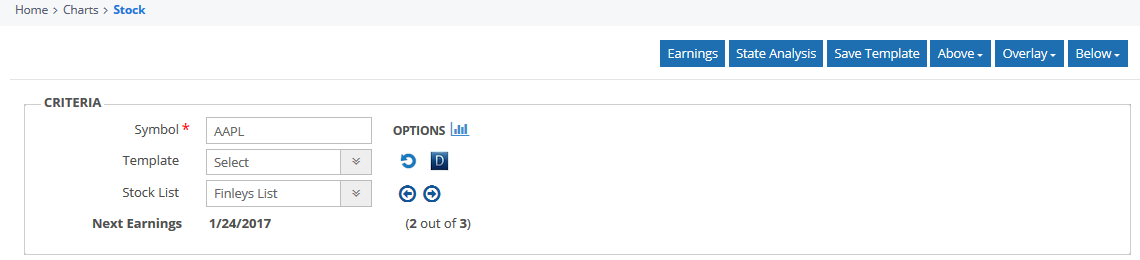 Home > Charts > Stock
Earnings State Analysis Save Template Above Overlay Below
CRITERIA
Symbol * AAPL OPTIONS
Template Select D
Stock List Finleys List
Next Earnings 1/24/2017 (2 out of 3)